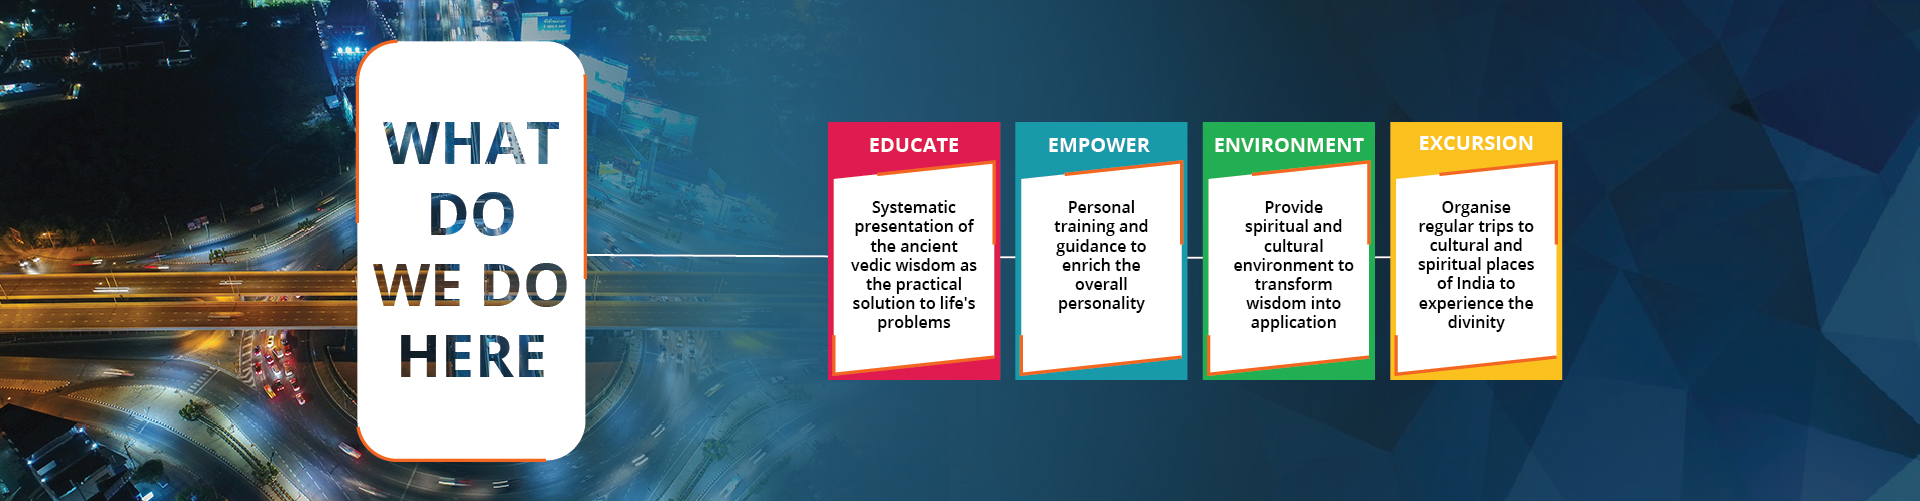 WHAT
DO
WE DO
HERE
EDUCATE
Systematic
presentation of
the ancient
vedic wisdom as
the practical
solution to life's
problems
EMPOWER
Personal
training and
guidance to
enrich the
overall
personality
ENVIRONMENT
Provide
spiritual and
cultural
environment to
transform
wisdom into
application
EXCURSION
Organise
regular trips to
cultural and
spiritual places
of India to
experience the
divinity